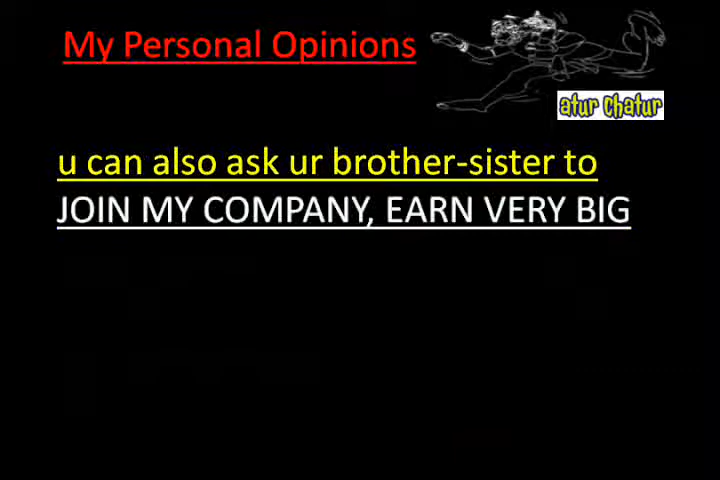 My Personal Opinions
atur chatur
u can also ask ur brother-sister to
JOIN MY COMPANY, EARN VERY BIG